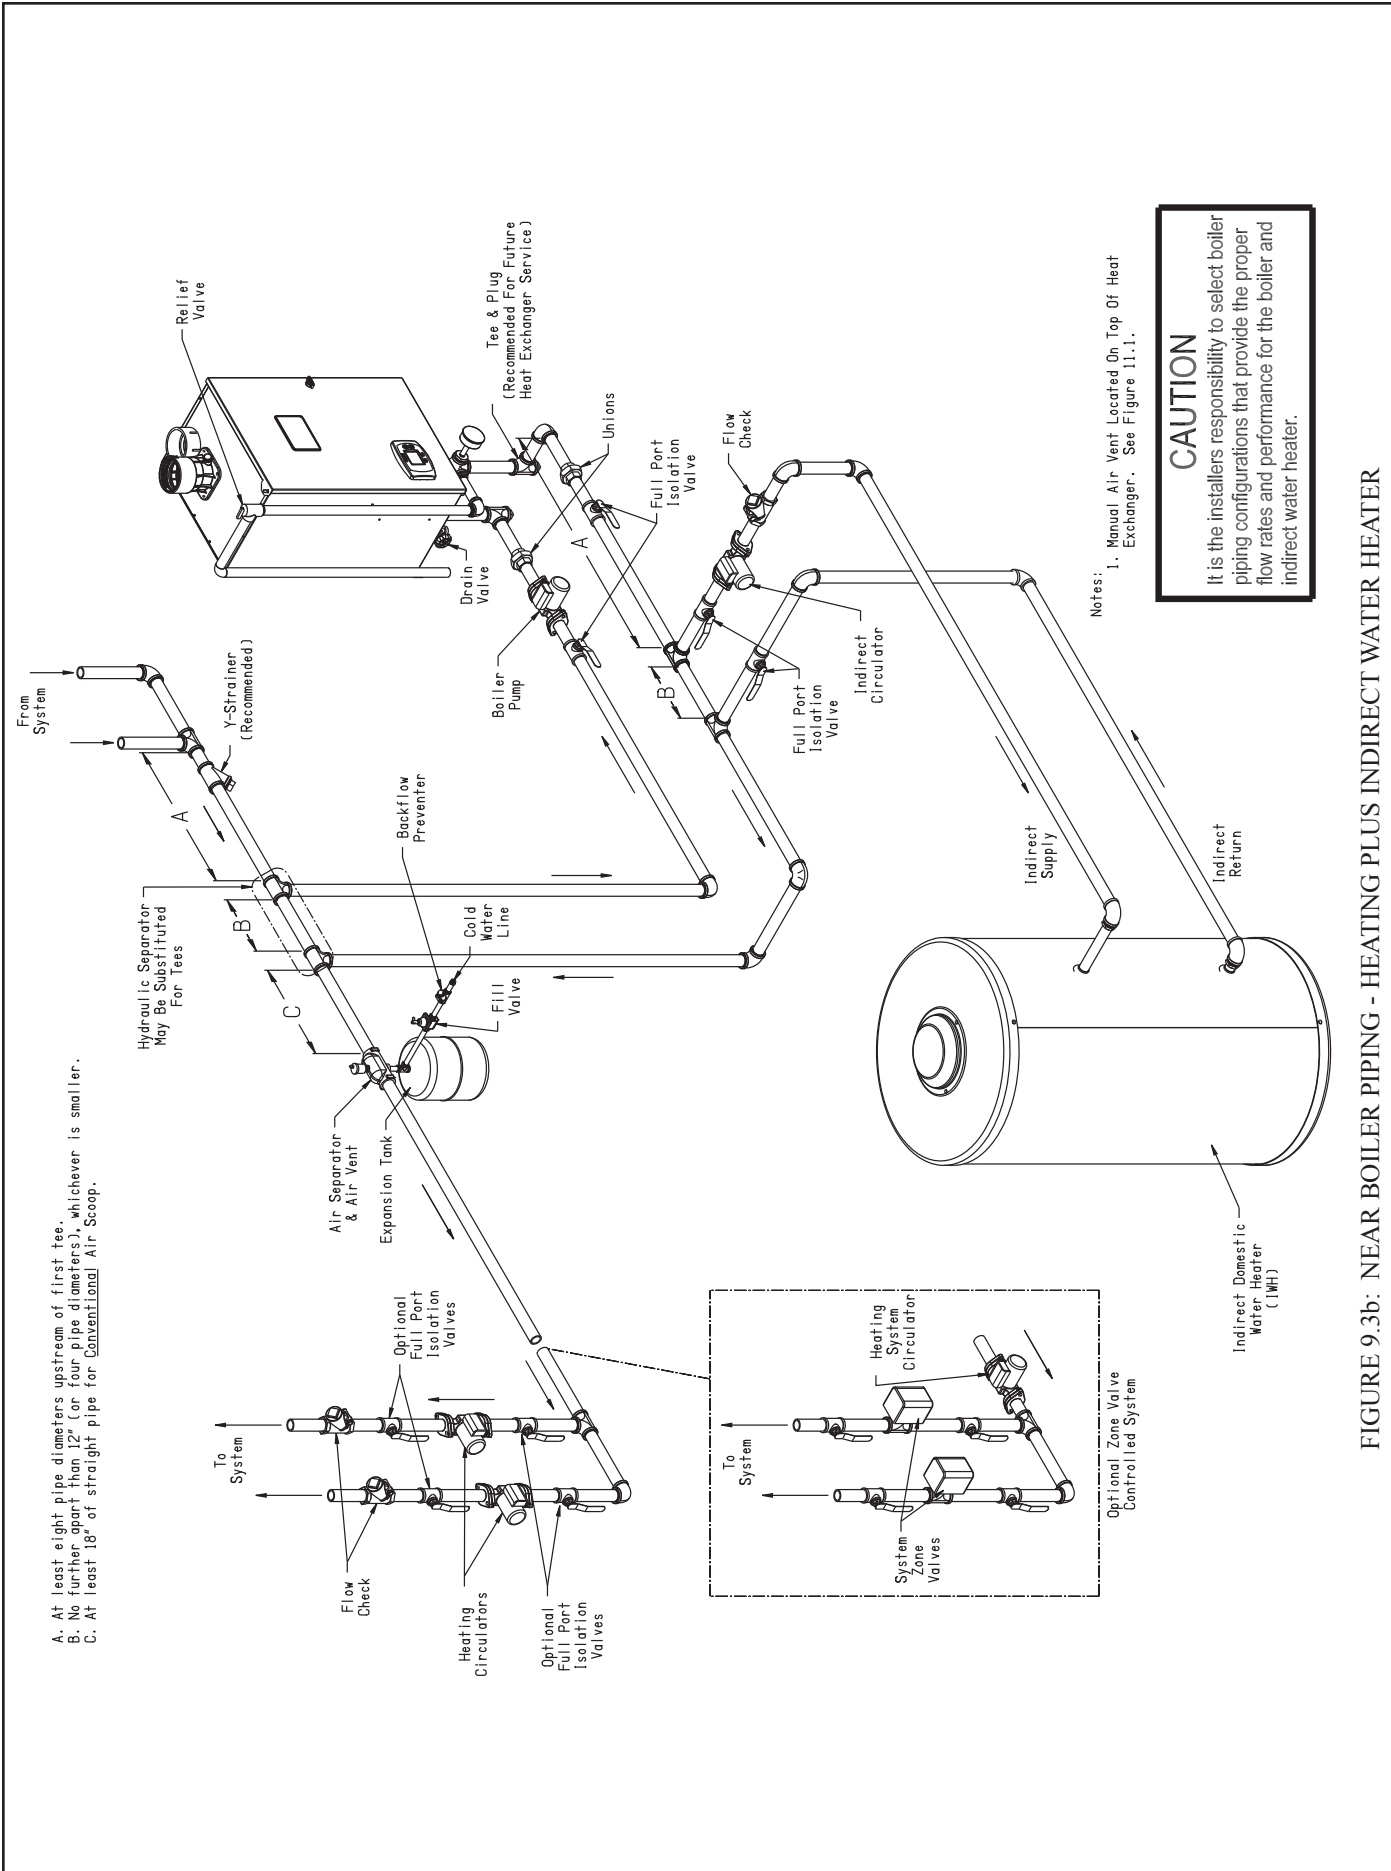 A. At least eight pipe diameters upstream of first tee.
B. No further apart than 12" (or four pipe diameters), whichever is smaller.
C. At least 18" of straight pipe for Conventional Air Scoop.
From
System
Y-Strainer
(Recommended)
A
Hydraulic Separator
May Be Substituted
For Tees
B
C
Relief
Valve
Drain
Valve
Tee & Plug
(Recommended For Future
Heat Exchanger Service)
Unions
Full Port
Isolation
Valve
A
B
Boiler
Pump
Flow
Check
Backflow
Preventer
Cold
Water
Line
Fill
Valve
Air Separator
& Air Vent
Expansion Tank
Full Port
Isolation
Valve
Indirect
Circulator
Indirect
Supply
Indirect
Return
Indirect Domestic
Water Heater
(IWH)
To
System
Optional
Full Port
Isolation
Valves
Flow
Check
Heating
Circulators
Optional
Full Port
Isolation
Valves
To
System
Heating
System
Circulator
System
Zone
Valves
Optional Zone Valve
Controlled System
Notes:
1. Manual Air Vent Located On Top Of Heat
Exchanger. See Figure 11.1.
CAUTION
It is the installers responsibility to select boiler
piping configurations that provide the proper
flow rates and performance for the boiler and
indirect water heater.
FIGURE 9.3b: NEAR BOILER PIPING - HEATING PLUS INDIRECT WATER HEATER